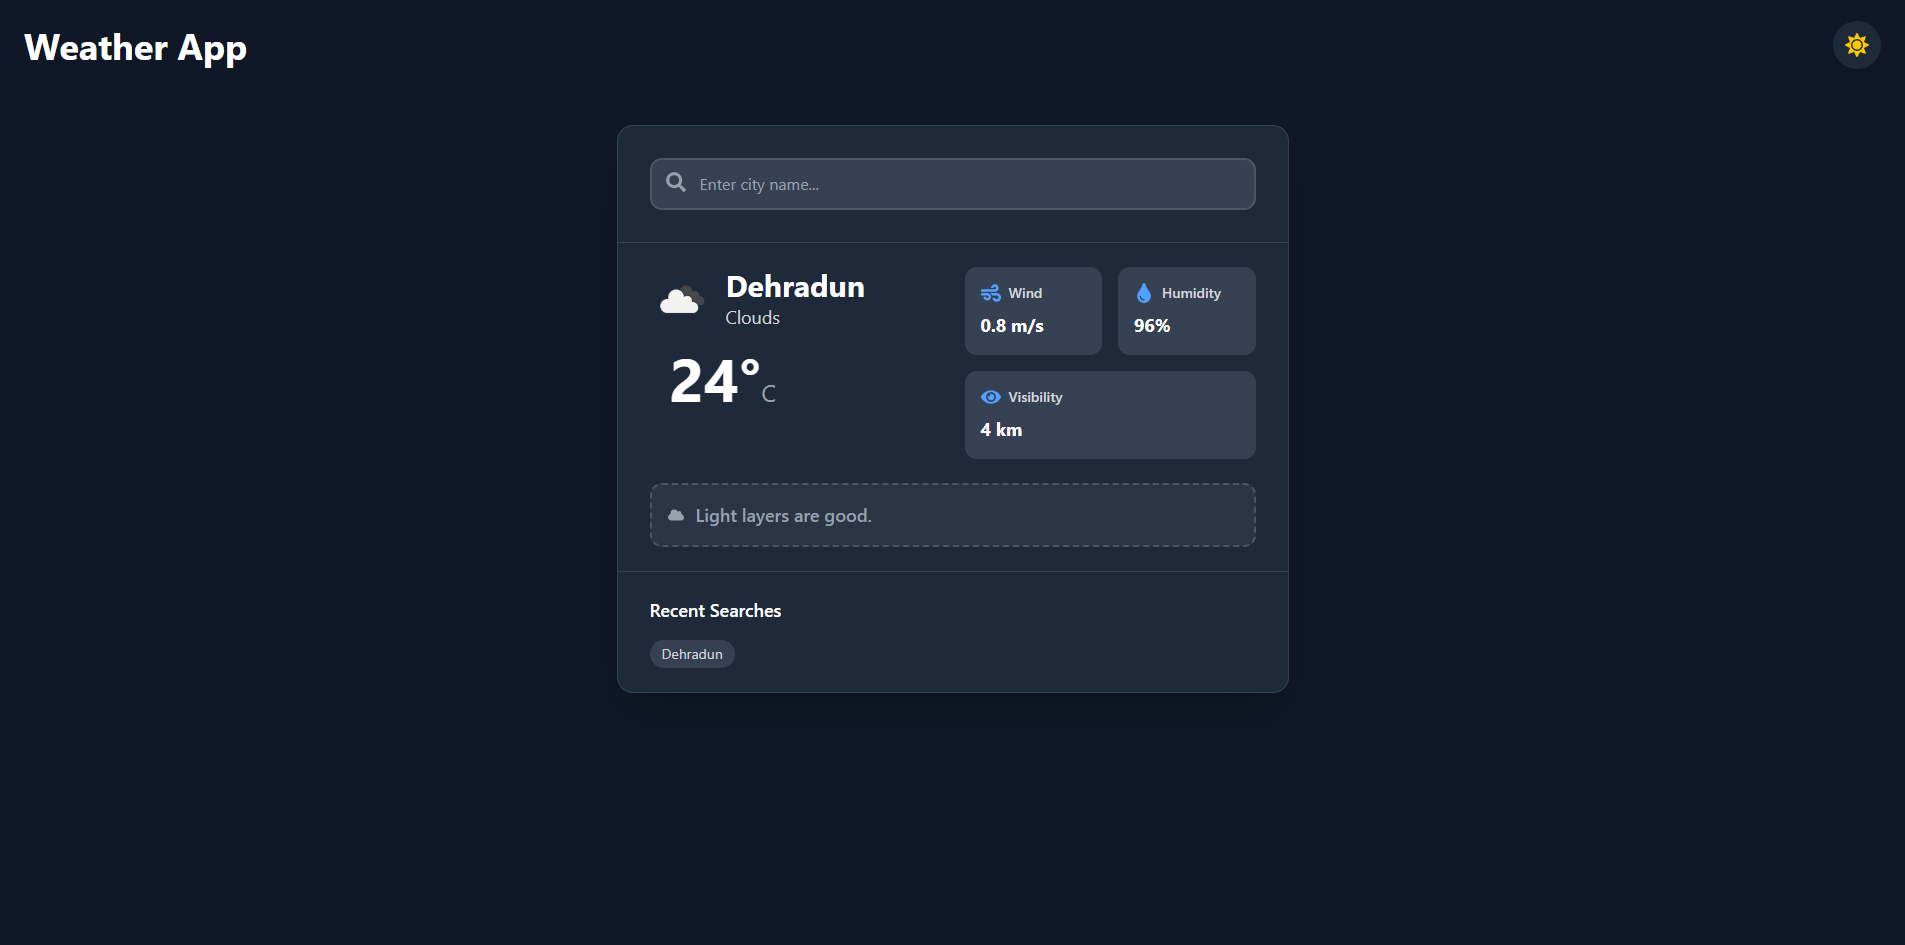 Weather App
Enter city name...
Dehradun
Clouds
24°C
Wind
0.8 m/s
Humidity
96%
Visibility
4 km
Light layers are good.
Recent Searches
Dehradun